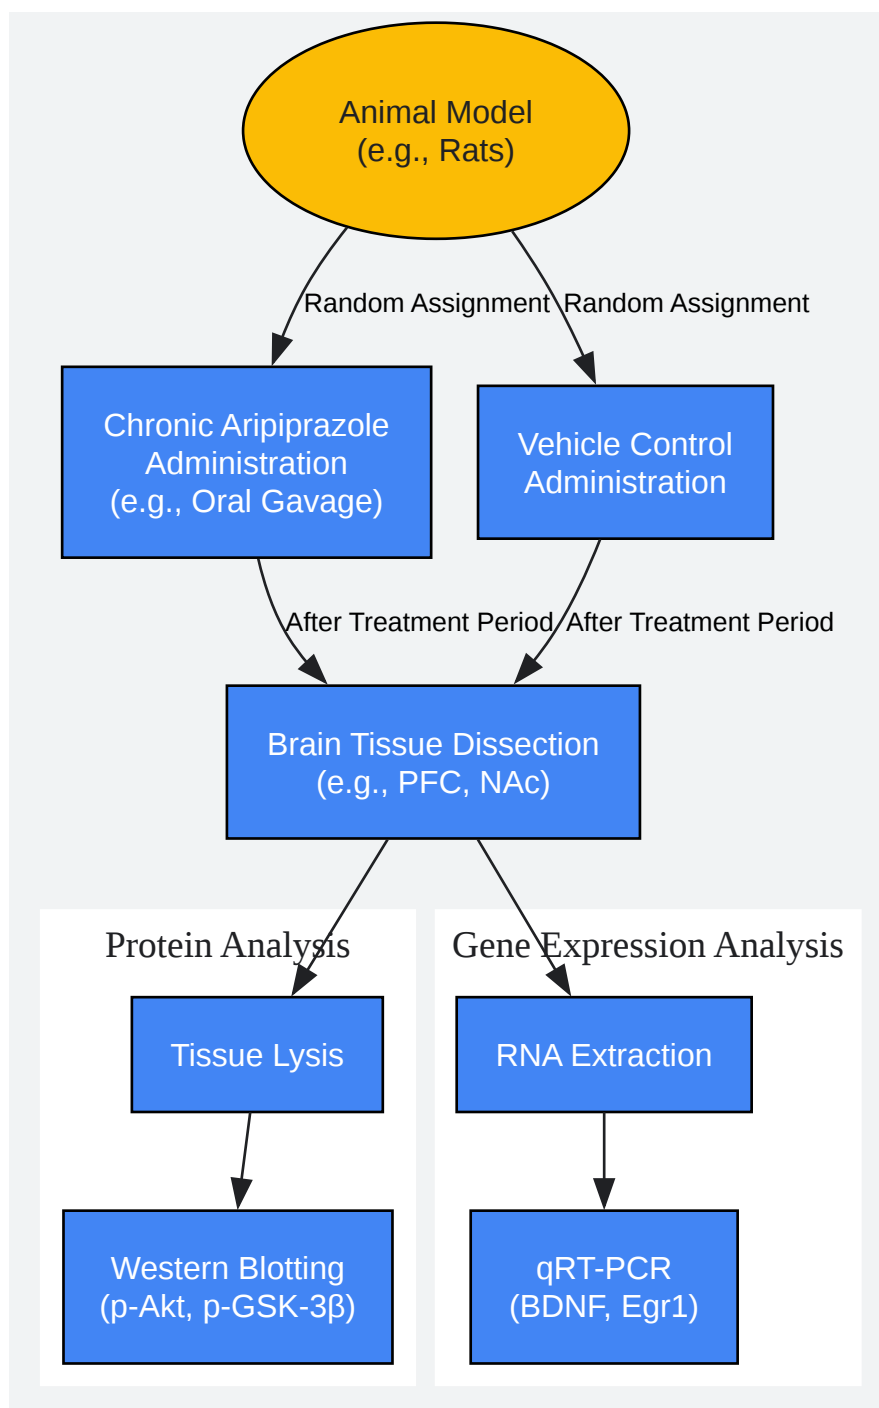 Animal Model
(e.g., Rats)
Random Assignment
Random Assignment
Chronic Aripiprazole
Administration
(e.g., Oral Gavage)
Vehicle Control
Administration
After Treatment Period
After Treatment Period
Brain Tissue Dissection
(e.g., PFC, NAc)
Protein Analysis
Tissue Lysis
Western Blotting
(p-Akt, p-GSK-3β)
Gene Expression Analysis
RNA Extraction
qRT-PCR
(BDNF, Egr1)